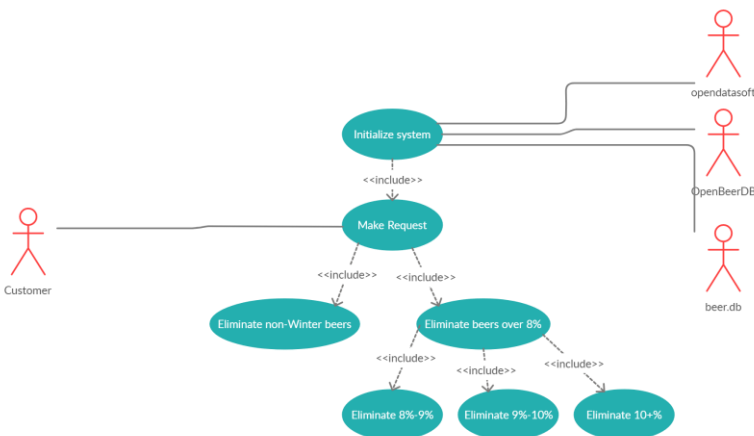 opendatasoft
Initialize system
<<include>>
OpenBeerDB
Make Request
Customer
<<include>>
<<include>>
beer.db
Eliminate non-Winter beers
Eliminate beers over 8%
<<include>>
<<include>>
<<include>>
Eliminate 8%-9%
Eliminate 9%-10%
Eliminate 10+%